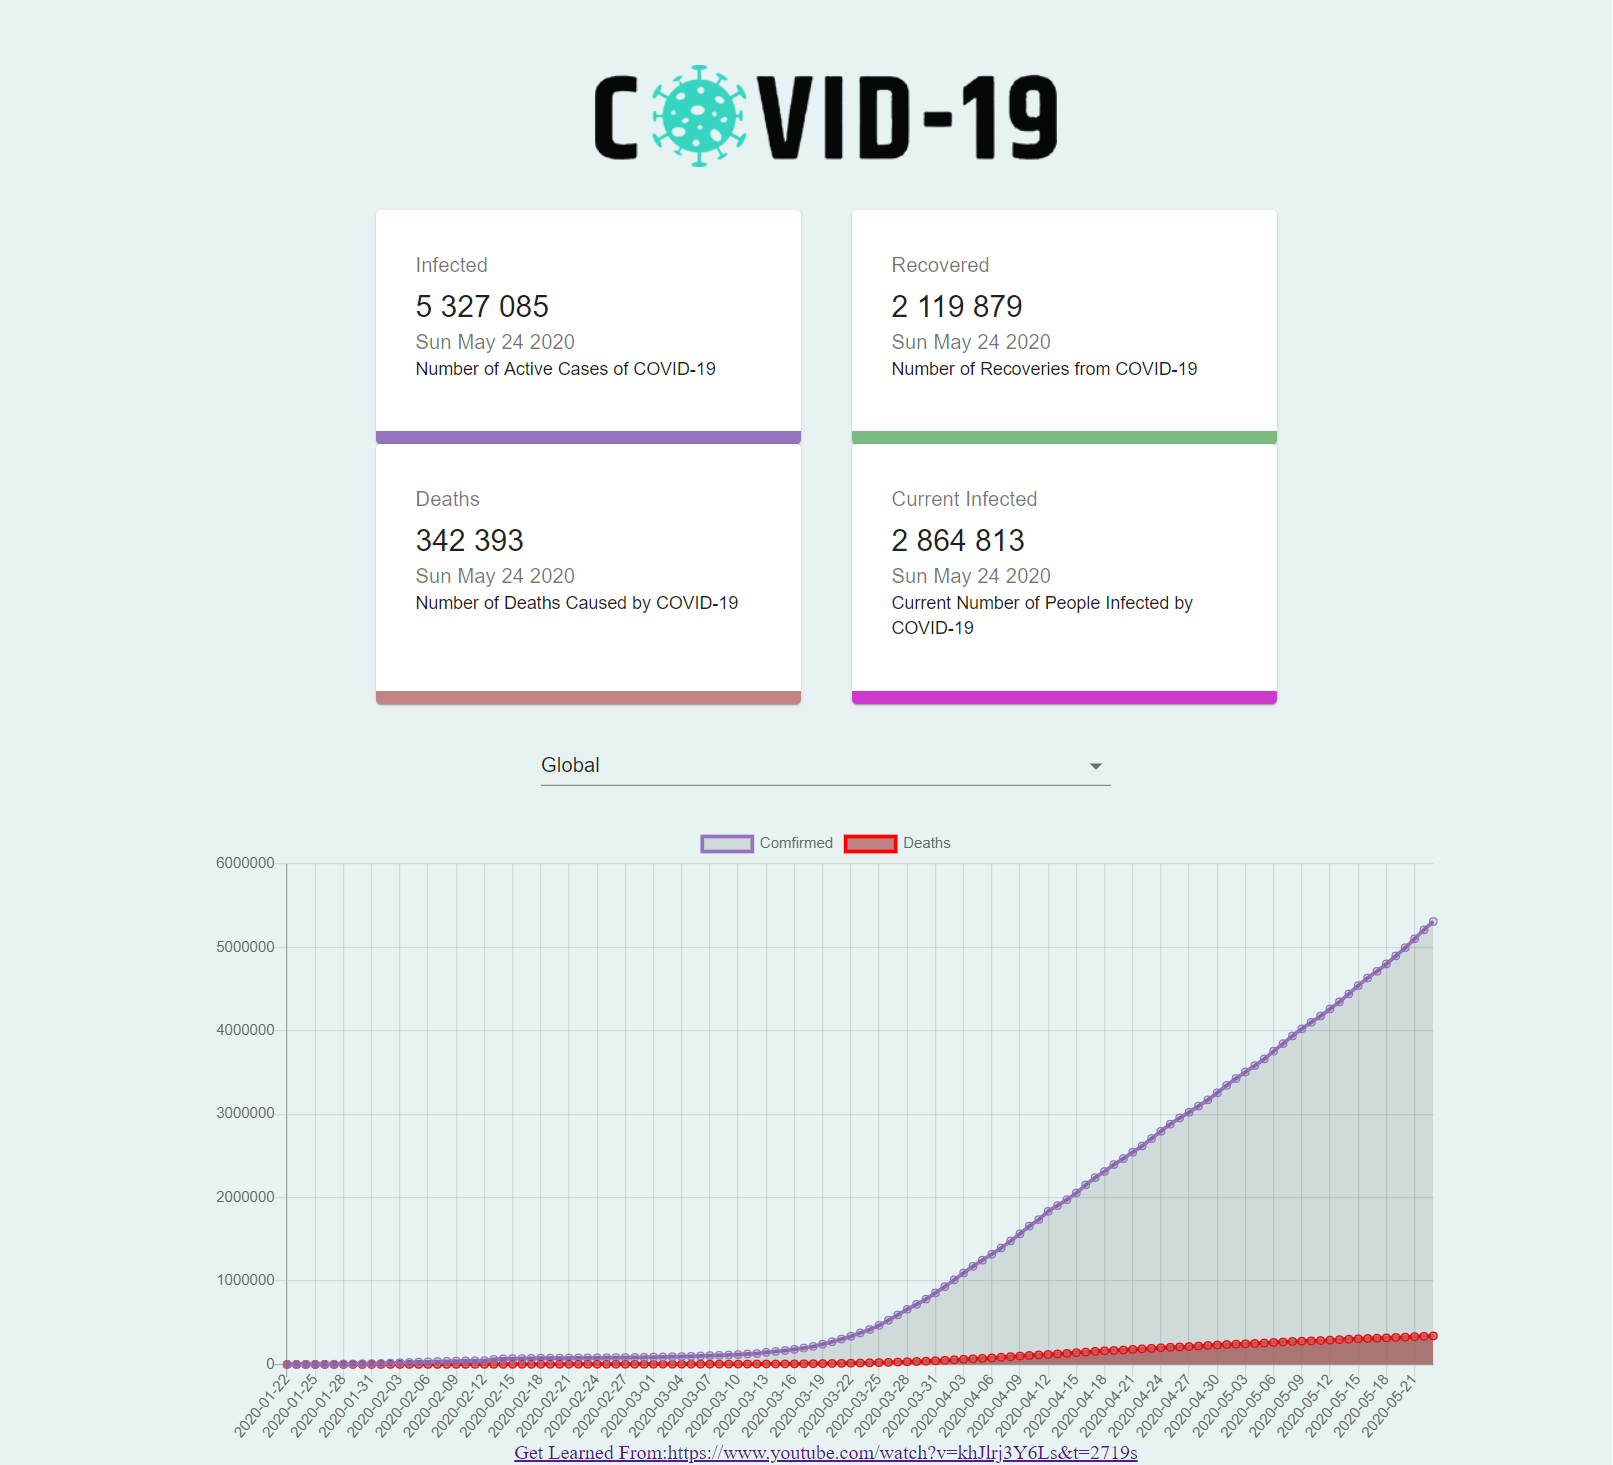 COVID-19
Infected
5 327 085
Sun May 24 2020
Number of Active Cases of COVID-19
Recovered
2 119 879
Sun May 24 2020
Number of Recoveries from COVID-19
Deaths
342 393
Sun May 24 2020
Number of Deaths Caused by COVID-19
Current Infected
2 864 813
Sun May 24 2020
Current Number of People Infected by
COVID-19
Global
Comfirmed
Deaths
6000000
5000000
4000000
3000000
2000000
1000000
0
2020-01-22
2020-01-25
2020-01-28
2020-01-31
2020-02-03
2020-02-06
2020-02-09
2020-02-12
2020-02-15
2020-02-18
2020-02-21
2020-02-24
2020-02-27
2020-03-01
2020-03-04
2020-03-07
2020-03-10
2020-03-13
2020-03-16
2020-03-19
2020-03-22
2020-03-25
2020-03-28
2020-03-31
2020-04-03
2020-04-06
2020-04-09
2020-04-12
2020-04-15
2020-04-18
2020-04-21
2020-04-24
2020-04-27
2020-04-30
2020-05-03
2020-05-06
2020-05-09
2020-05-12
2020-05-15
2020-05-18
2020-05-21
Get Learned From:https://www.youtube.com/watch?v=khJlrj3Y6Ls&t=2719s